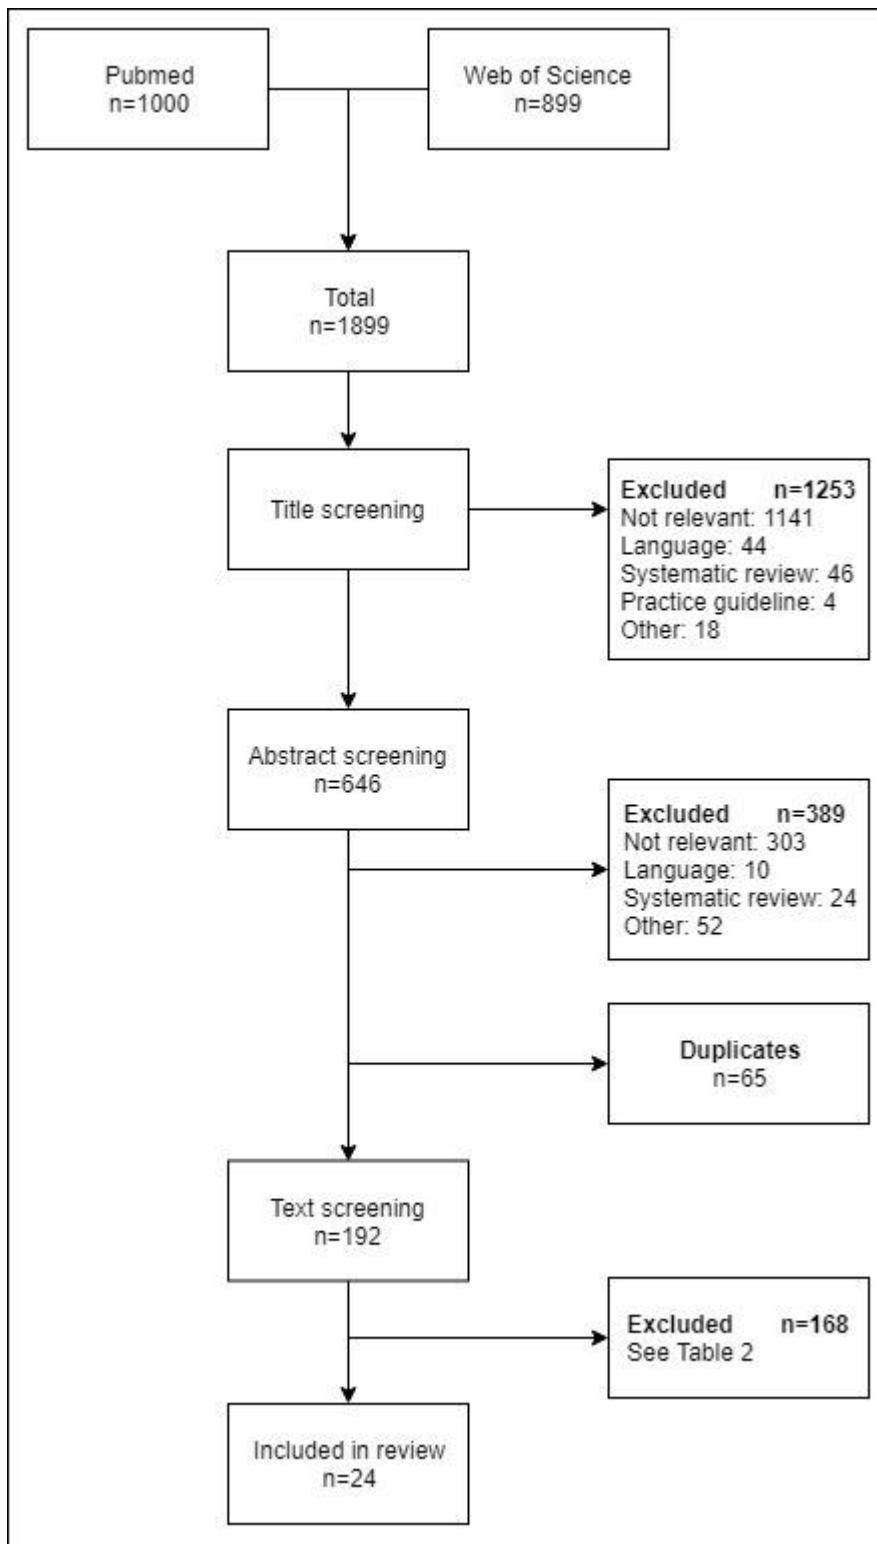 Pubmed
n=1000
Web of Science
n=899
Total
n=1899
Title screening
Excluded n=1253
Not relevant: 1141
Language: 44
Systematic review: 46
Practice guideline: 4
Other: 18
Abstract screening
n=646
Excluded n=389
Not relevant: 303
Language: 10
Systematic review: 24
Other: 52
Duplicates
n=65
Text screening
n=192
Excluded n=168
See Table 2
Included in review
n=24